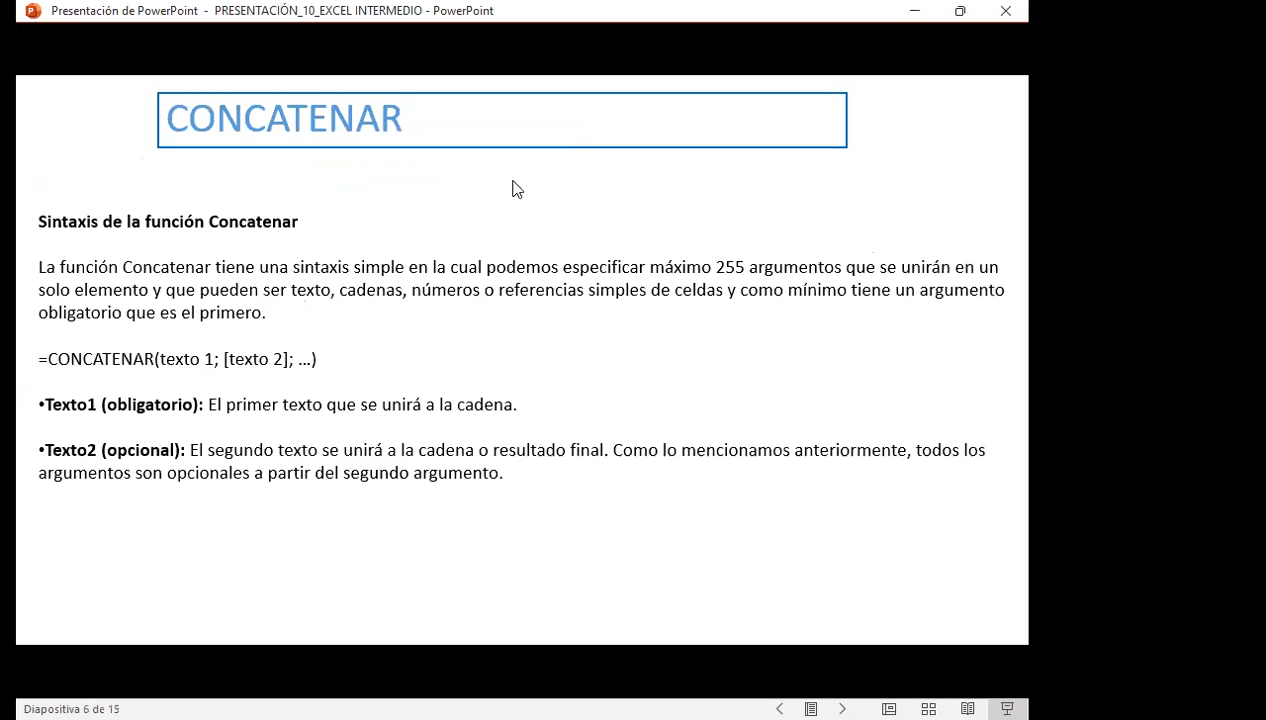 Presentación de PowerPoint - PRESENTACIÓN_10_EXCEL INTERMEDIO - PowerPoint
CONCATENAR
Sintaxis de la función Concatenar
La función Concatenar tiene una sintaxis simple en la cual podemos especificar máximo 255 argumentos que se unirán en un
solo elemento y que pueden ser texto, cadenas, números o referencias simples de celdas y como mínimo tiene un argumento
obligatorio que es el primero.
=CONCATENAR(texto 1; [texto 2]; ...)
•Texto1 (obligatorio): El primer texto que se unirá a la cadena.
•Texto2 (opcional): El segundo texto se unirá a la cadena o resultado final. Como lo mencionamos anteriormente, todos los
argumentos son opcionales a partir del segundo argumento.
Diapositiva 6 de 15